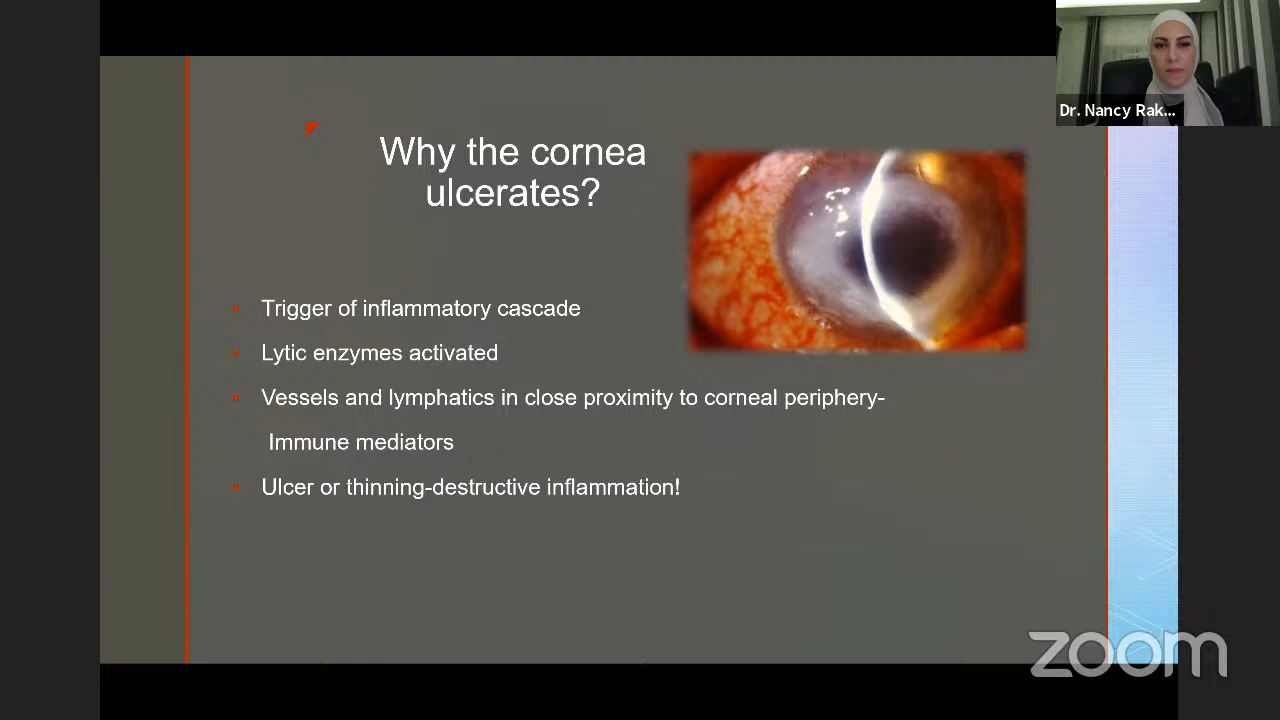 Dr. Nancy Rak...
Why the cornea
ulcerates?
Trigger of inflammatory cascade
Lytic enzymes activated
Vessels and lymphatics in close proximity to corneal periphery-
Immune mediators
Ulcer or thinning-destructive inflammation!
zoom